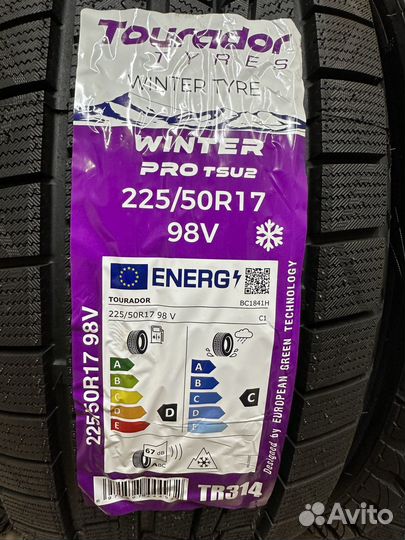 Tourador
TYRES
WINTER TYRE
WINTER
PRO TSU2
225/50R17
98V
ENERG
TOURADOR
BC1841H
225/50R17 98 V
C1
A
B
C
D
E
D
A
B
C
D
E
C
67 dB
ABC
225/50R17 98V
Designed by EUROPEAN GREEN TECHNOLOGY
TR314
Avito